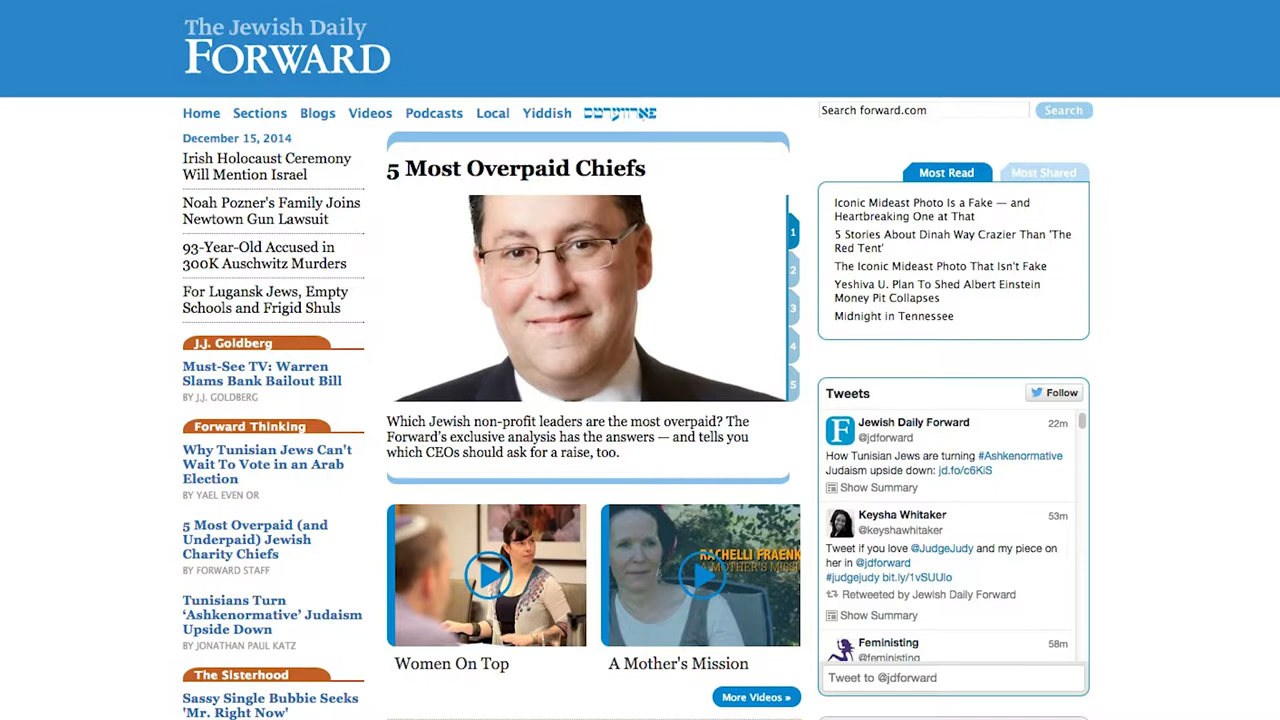 The Jewish Daily
FORWARD
Home Sections Blogs Videos Podcasts Local Yiddish פֿאָרווערטס
Search forward.com Search
December 15, 2014
Irish Holocaust Ceremony
Will Mention Israel
Noah Pozner's Family Joins
Newtown Gun Lawsuit
93-Year-Old Accused in
300K Auschwitz Murders
For Lugansk Jews, Empty
Schools and Frigid Shuls
J.J. Goldberg
Must-See TV: Warren
Slams Bank Bailout Bill
BY J.J. GOLDBERG
Forward Thinking
Why Tunisian Jews Can't
Wait To Vote in an Arab
Election
BY YAEL EVEN OR
5 Most Overpaid (and
Underpaid) Jewish
Charity Chiefs
BY FORWARD STAFF
Tunisians Turn
‘Ashkenormative’ Judaism
Upside Down
BY JONATHAN PAUL KATZ
The Sisterhood
Sassy Single Bubbie Seeks
'Mr. Right Now'
5 Most Overpaid Chiefs
1
2
3
4
5
Which Jewish non-profit leaders are the most overpaid? The
Forward's exclusive analysis has the answers — and tells you
which CEOs should ask for a raise, too.
RACHELLI FRAENK
A MOTHER'S MISS
Women On Top
A Mother's Mission
More Videos »
Most Read Most Shared
Iconic Mideast Photo Is a Fake — and
Heartbreaking One at That
5 Stories About Dinah Way Crazier Than 'The
Red Tent'
The Iconic Mideast Photo That Isn't Fake
Yeshiva U. Plan To Shed Albert Einstein
Money Pit Collapses
Midnight in Tennessee
Tweets Follow
F
Jewish Daily Forward 22m
@jdforward
How Tunisian Jews are turning #Ashkenormative
Judaism upside down: jd.fo/c6KiS
Show Summary
Keysha Whitaker 53m
@keyshawhitaker
Tweet if you love @JudgeJudy and my piece on
her in @jdforward
#judgejudy bit.ly/1vSUUlo
Retweeted by Jewish Daily Forward
Show Summary
Feministing 58m
@feministing
Tweet to @jdforward